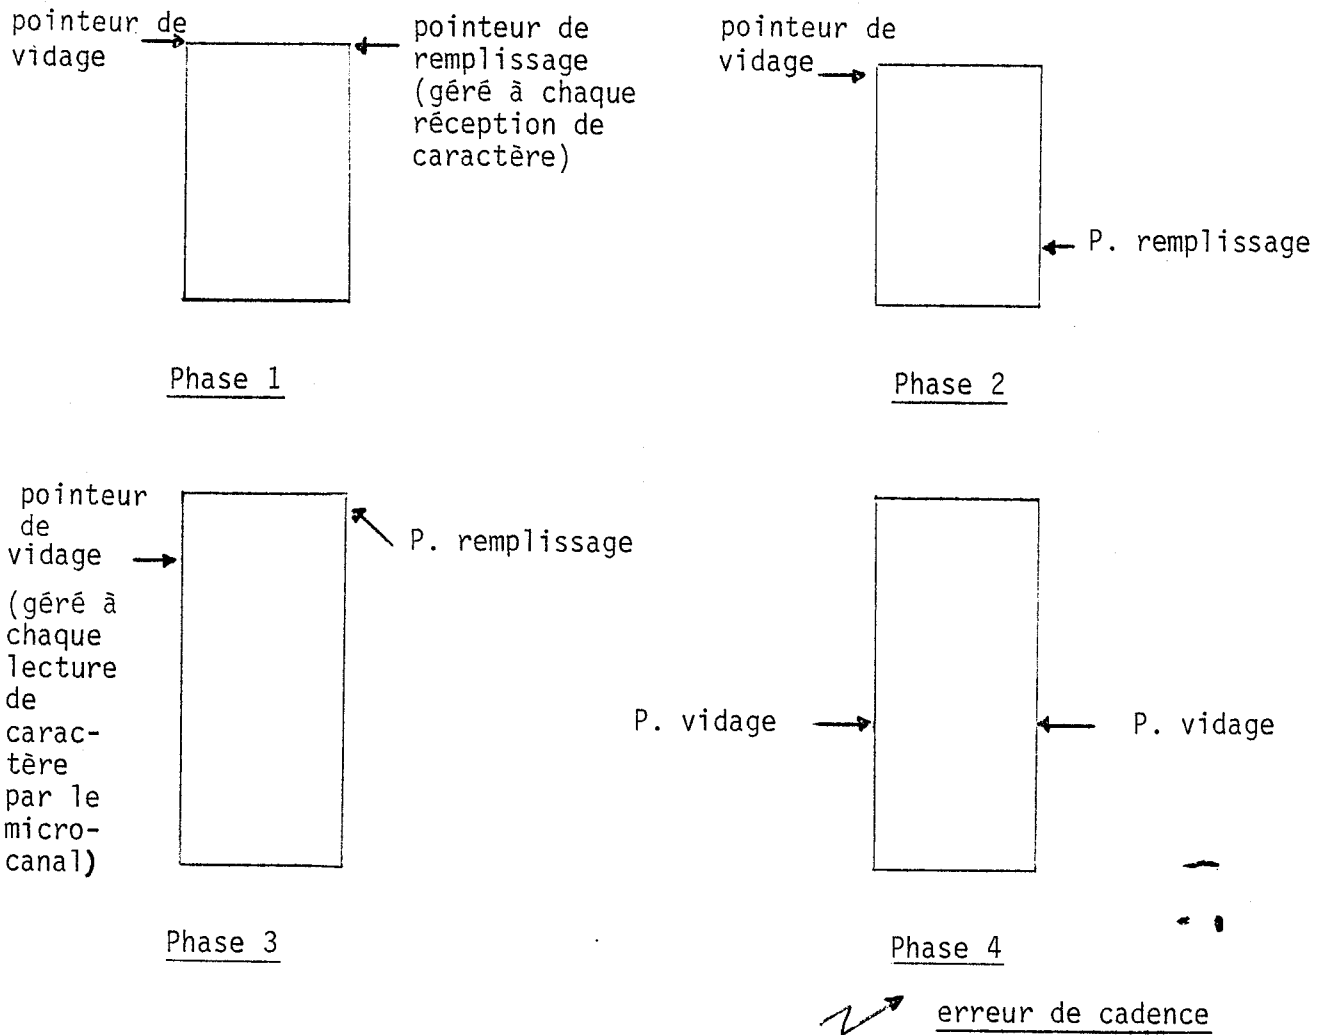 pointeur de
vidage
pointeur de
remplissage
(géré à chaque
réception de
caractère)
Phase 1
pointeur de
vidage
P. remplissage
Phase 2
pointeur
de
vidage
(géré à
chaque
lecture
de
carac-
tère
par le
micro-
canal)
P. remplissage
Phase 3
P. vidage
P. vidage
Phase 4
erreur de cadence